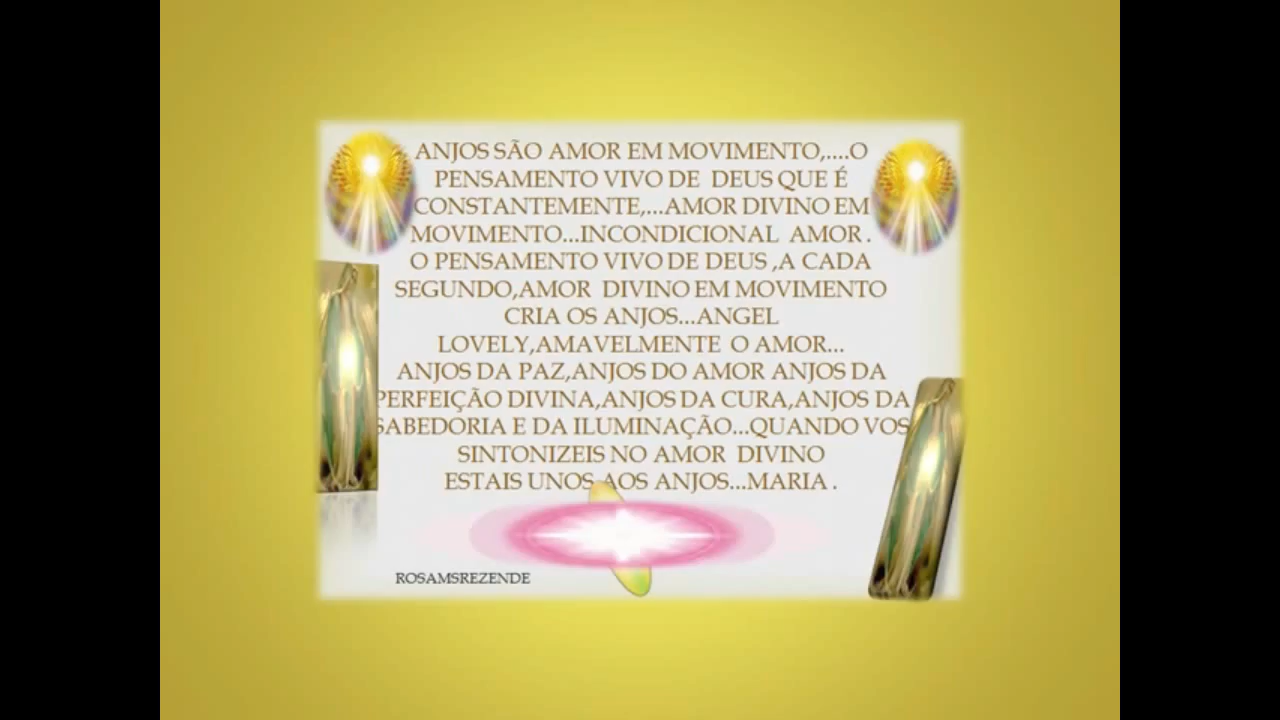 ANJOS SÃO AMOR EM MOVIMENTO,....O
PENSAMENTO VIVO DE DEUS QUE É
CONSTANTEMENTE,...AMOR DIVINO EM
MOVIMENTO...INCONDICIONAL AMOR .
O PENSAMENTO VIVO DE DEUS ,A CADA
SEGUNDO,AMOR DIVINO EM MOVIMENTO
CRIA OS ANJOS...ANGEL
LOVELY,AMAVELMENTE O AMOR...
ANJOS DA PAZ,ANJOS DO AMOR ANJOS DA
PERFEIÇÃO DIVINA,ANJOS DA CURA,ANJOS DA
SABEDORIA E DA ILUMINAÇÃO...QUANDO VOS
SINTONIZEIS NO AMOR DIVINO
ESTAIS UNOS AOS ANJOS...MARIA .
ROSAMSREZENDE